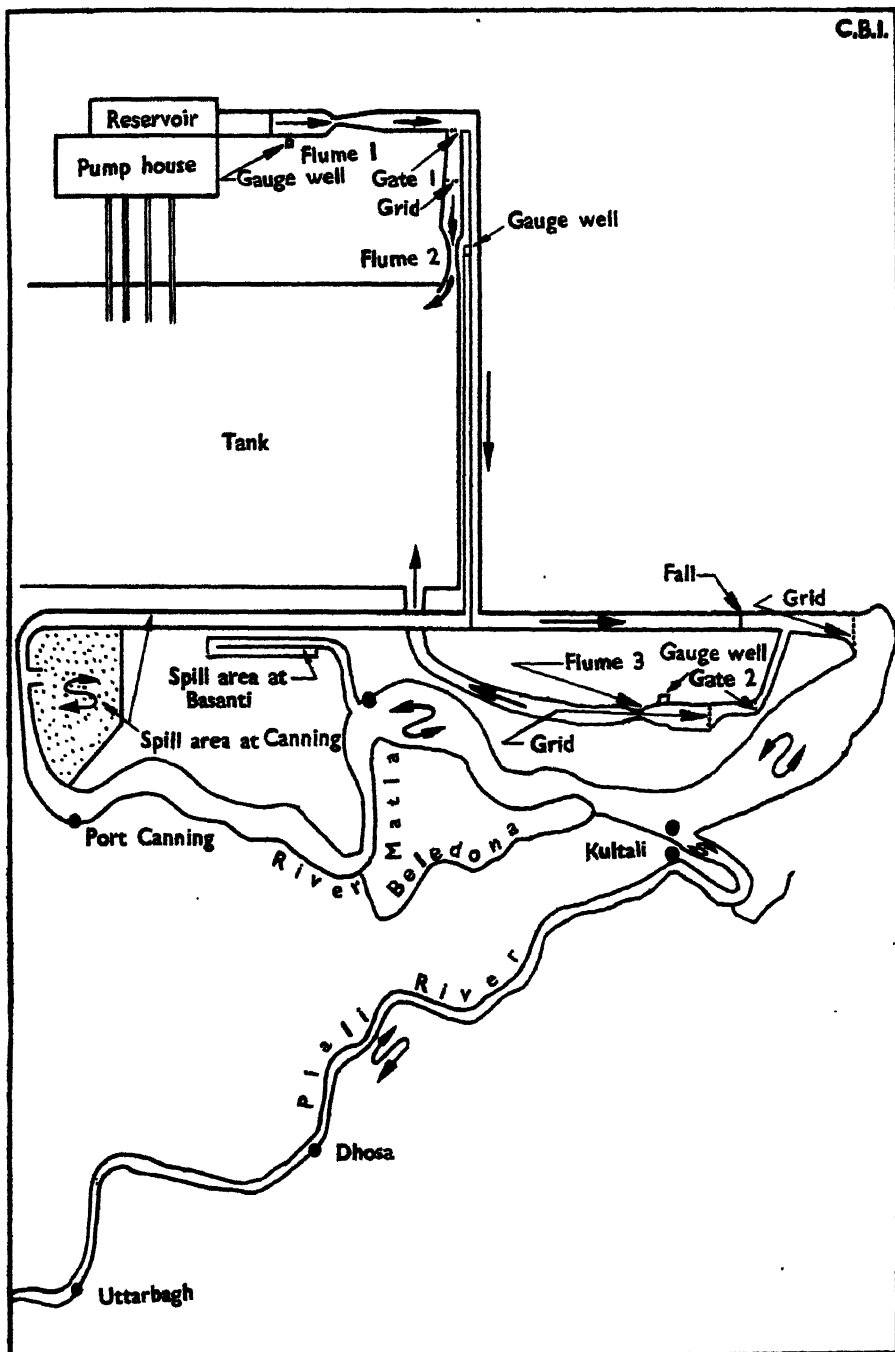 C.B.I.
Reservoir
Pump house
Flume 1
Gauge well
Gate 1
Grid
Gauge well
Flume 2
Tank
Fall
Grid
Flume 3
Gauge well
Gate 2
Spill area at
Basanti
Spill area at Canning
Grid
Port Canning
River Matla
Beledona
Kultali
Piali River
Dhosa
Uttarbagh